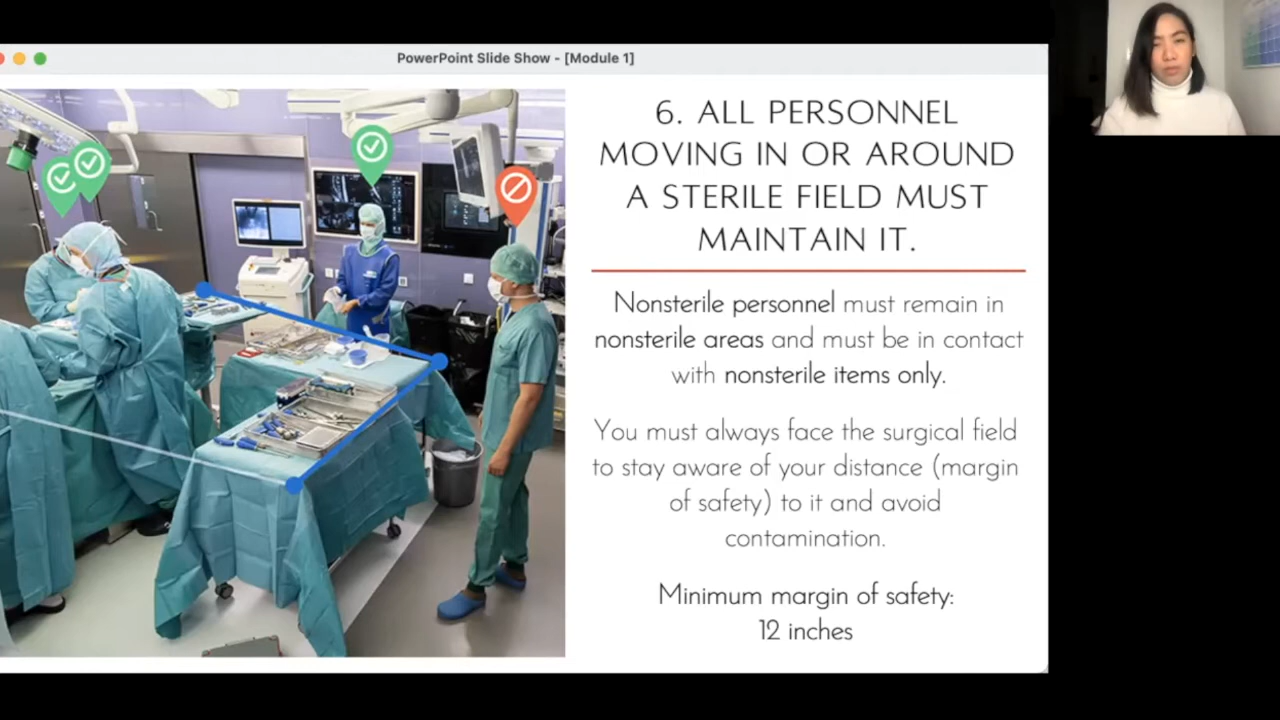 PowerPoint Slide Show - [Module 1]
6. ALL PERSONNEL
MOVING IN OR AROUND
A STERILE FIELD MUST
MAINTAIN IT.
Nonsterile personnel must remain in
nonsterile areas and must be in contact
with nonsterile items only.
You must always face the surgical field
to stay aware of your distance (margin
of safety) to it and avoid
contamination.
Minimum margin of safety:
12 inches